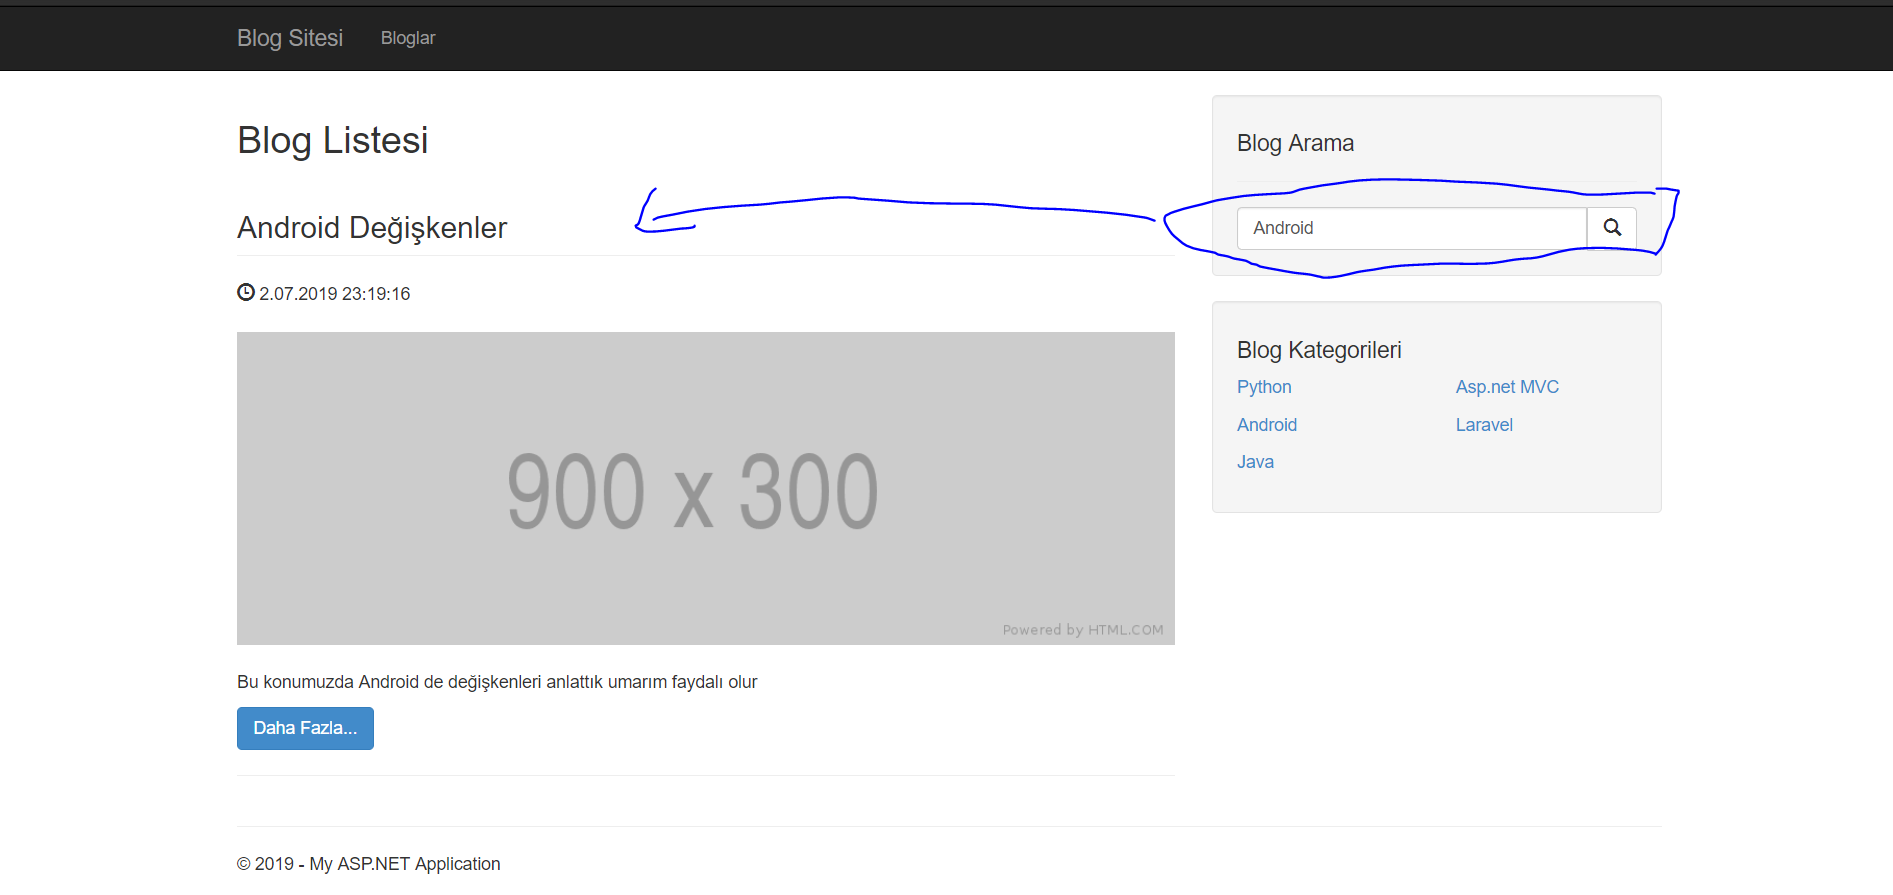 Blog Sitesi Bloglar
Blog Listesi
Android Değişkenler
2.07.2019 23:19:16
900 x 300
Powered by HTML.COM
Bu konumuzda Android de değişkenleri anlattık umarım faydalı olur
Daha Fazla...
Blog Arama
Android
Blog Kategorileri
Python Asp.net MVC
Android Laravel
Java
© 2019 - My ASP.NET Application